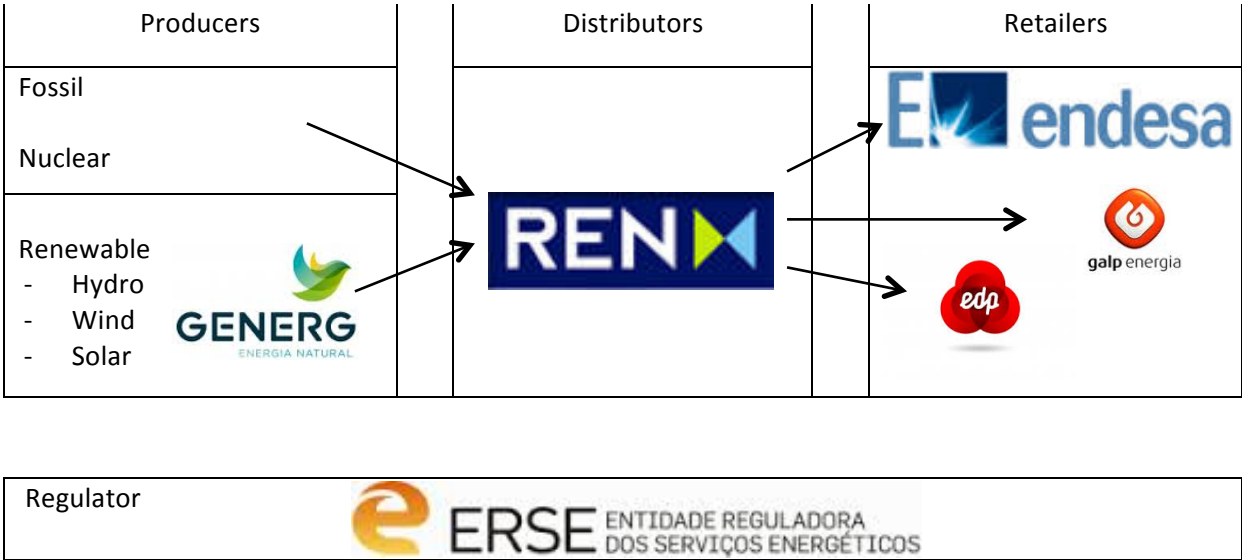 Producers
Distributors
Retailers
Fossil
Nuclear
Renewable
- Hydro
- Wind
- Solar
GENERG
ENERGIA NATURAL
REN
E endesa
galp energia
edp
Regulator
e ERSE ENTIDADE REGULADORA
DOS SERVIÇOS ENERGÉTICOS